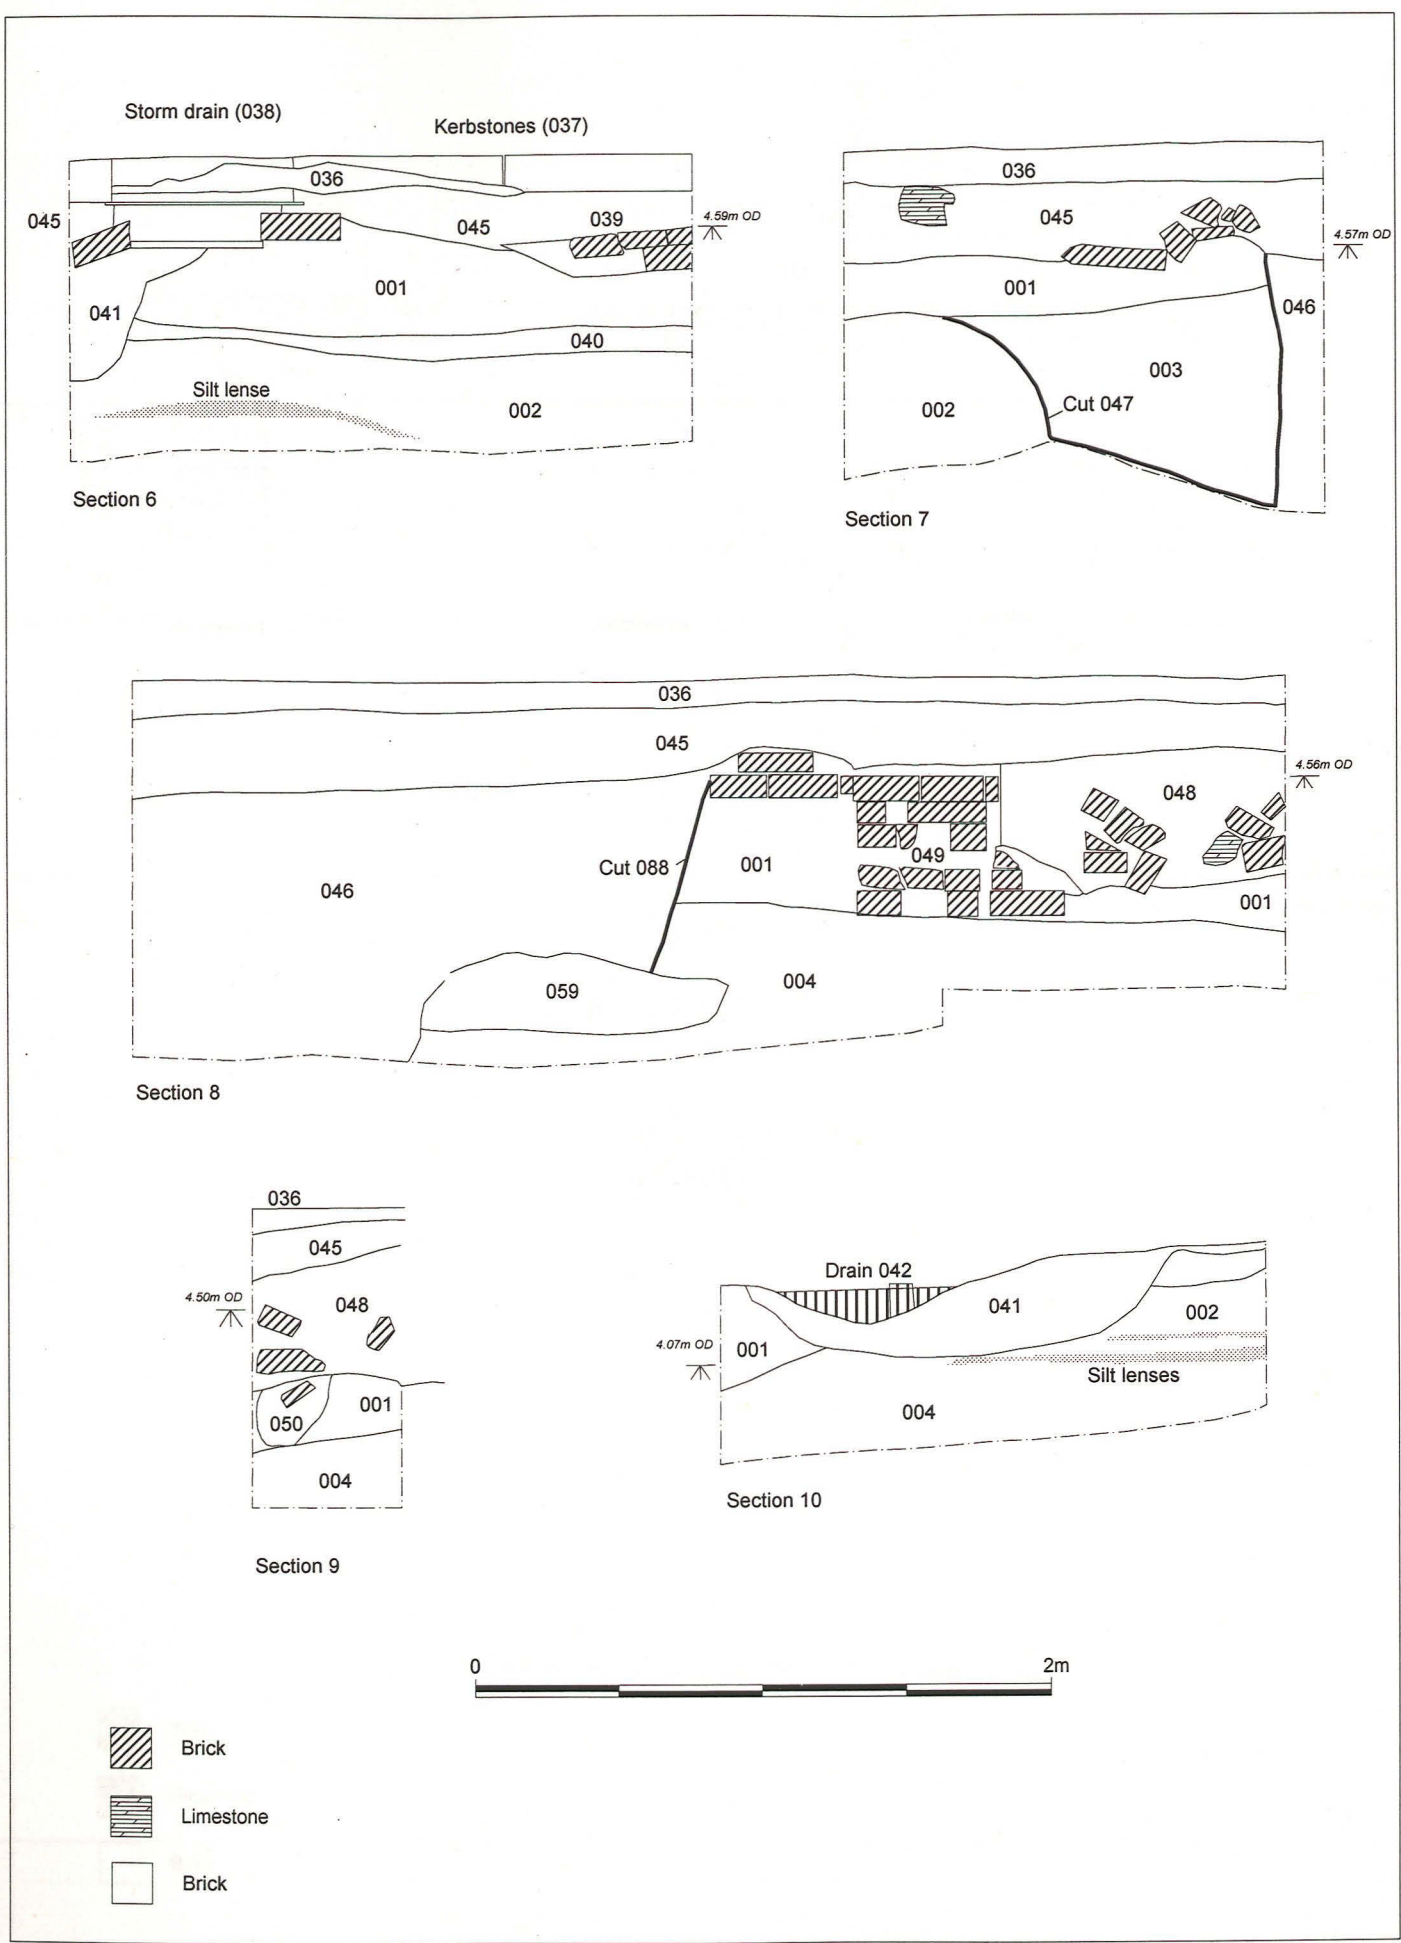 Storm drain (038)
Kerbstones (037)
036
045
045
039
4.59m OD
001
041
040
Silt lense
002
Section 6
036
045
4.57m OD
001
046
003
002
Cut 047
Section 7
036
045
4.56m OD
048
049
Cut 088
001
046
001
059
004
Section 8
036
045
4.50m OD
048
001
050
004
Section 9
Drain 042
041
002
4.07m OD
001
Silt lenses
004
Section 10
0
2m
Brick
Limestone
Brick